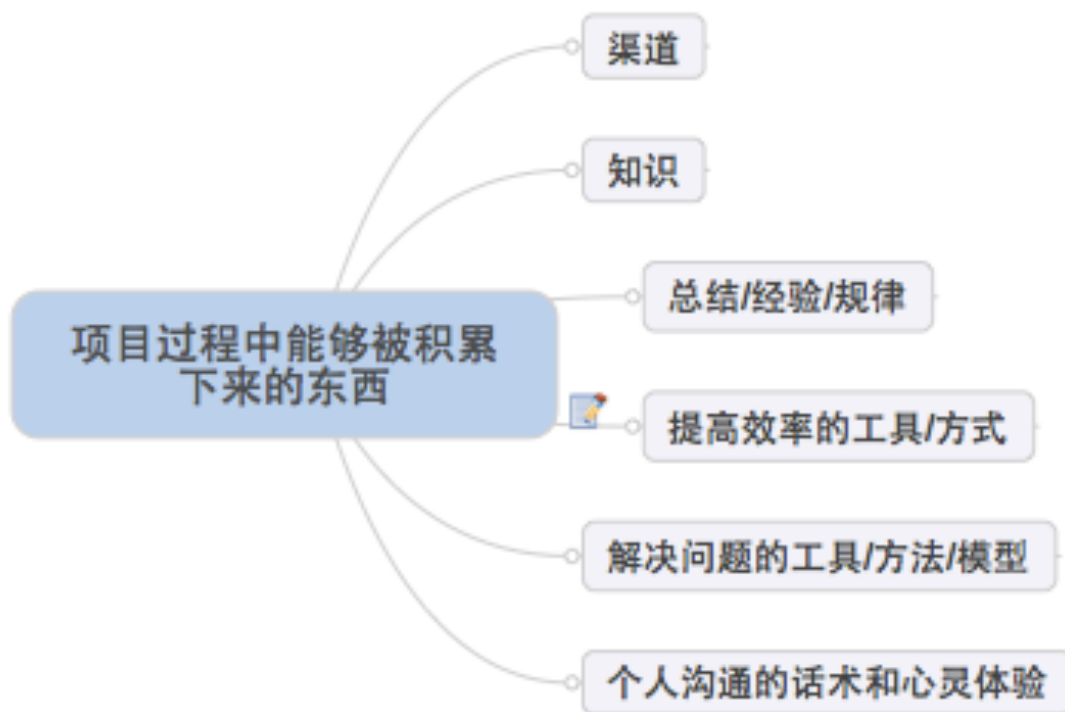 渠道
知识
总结/经验/规律
项目过程中能够被积累
下来的东西
提高效率的工具/方式
解决问题的工具/方法/模型
个人沟通的话术和心灵体验